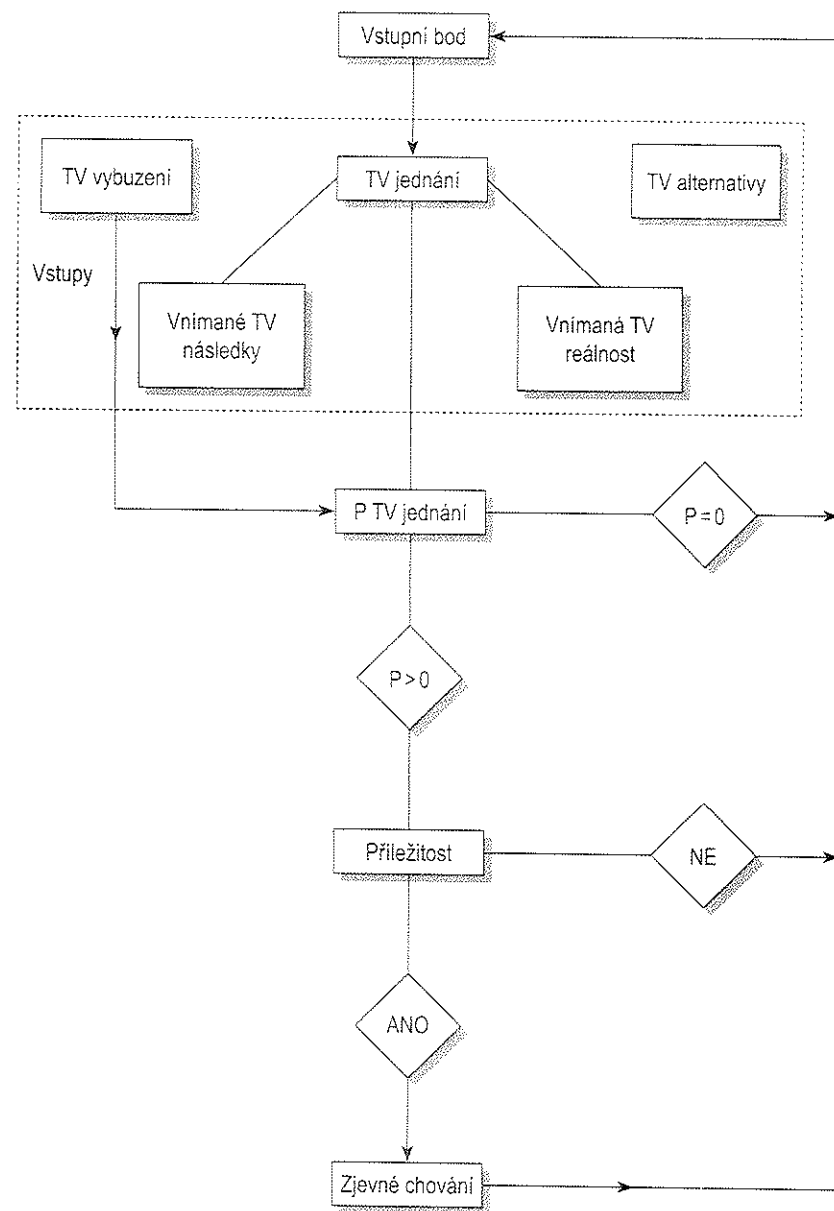 Vstupní bod
TV vybuzení
TV jednání
TV alternativy
Vstupy
Vnímané TV
následky
Vnímaná TV
reálnost
P TV jednání
P = 0
P > 0
Příležitost
NE
ANO
Zjevné chování